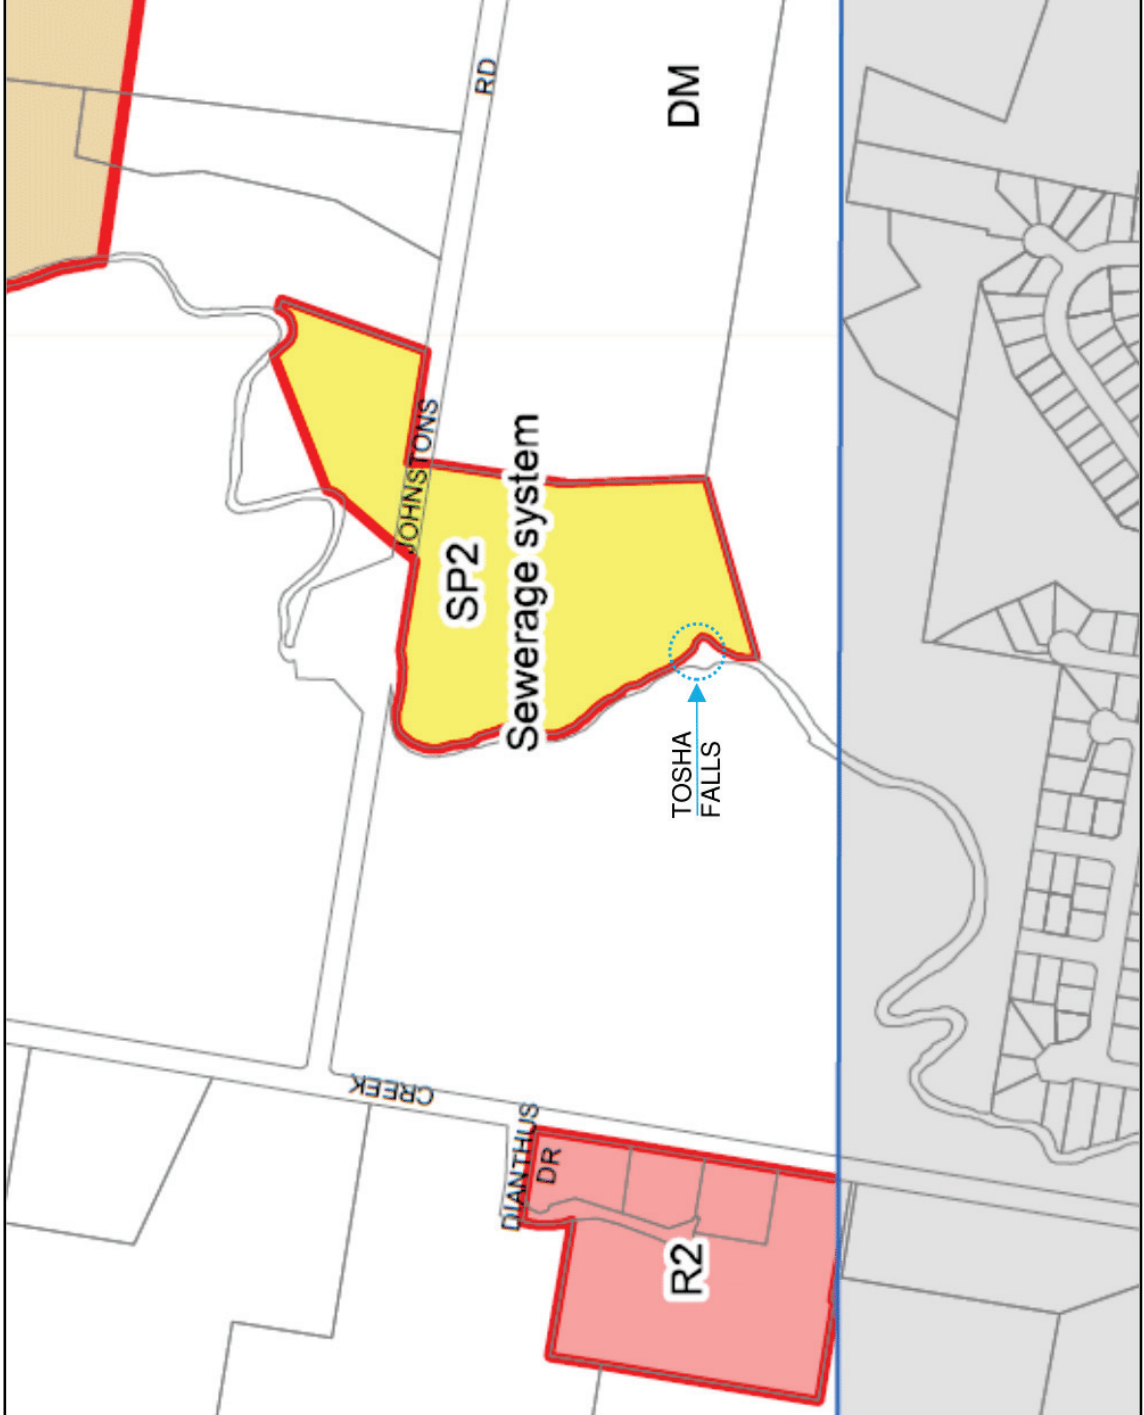 RD
DM
JOHNSTONS
SP2
Sewerage system
TOSHA
FALLS
CREEK
DIANTHUS
DR
R2